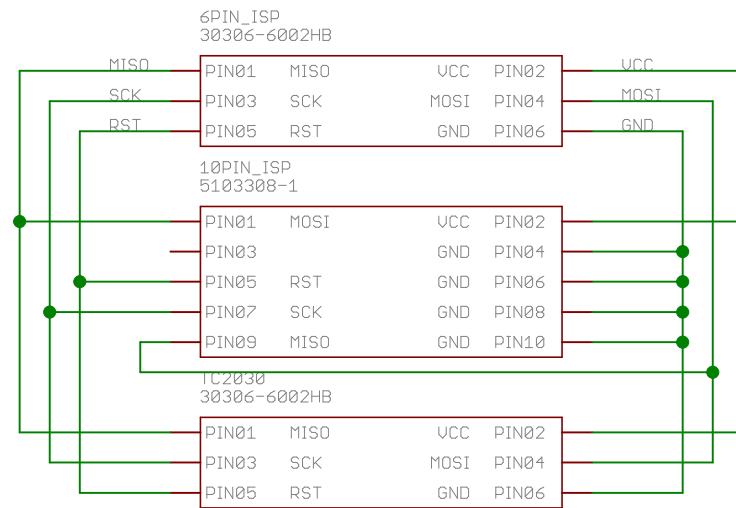 6PIN_ISP
30306-6002HB
MISO PIN01 MISO VCC PIN02 VCC
SCK PIN03 SCK MOSI PIN04 MOSI
RST PIN05 RST GND PIN06 GND
10PIN_ISP
5103308-1
PIN01 MOSI VCC PIN02
PIN03 GND PIN04
PIN05 RST GND PIN06
PIN07 SCK GND PIN08
PIN09 MISO GND PIN10
TC2030
30306-6002HB
PIN01 MISO VCC PIN02
PIN03 SCK MOSI PIN04
PIN05 RST GND PIN06